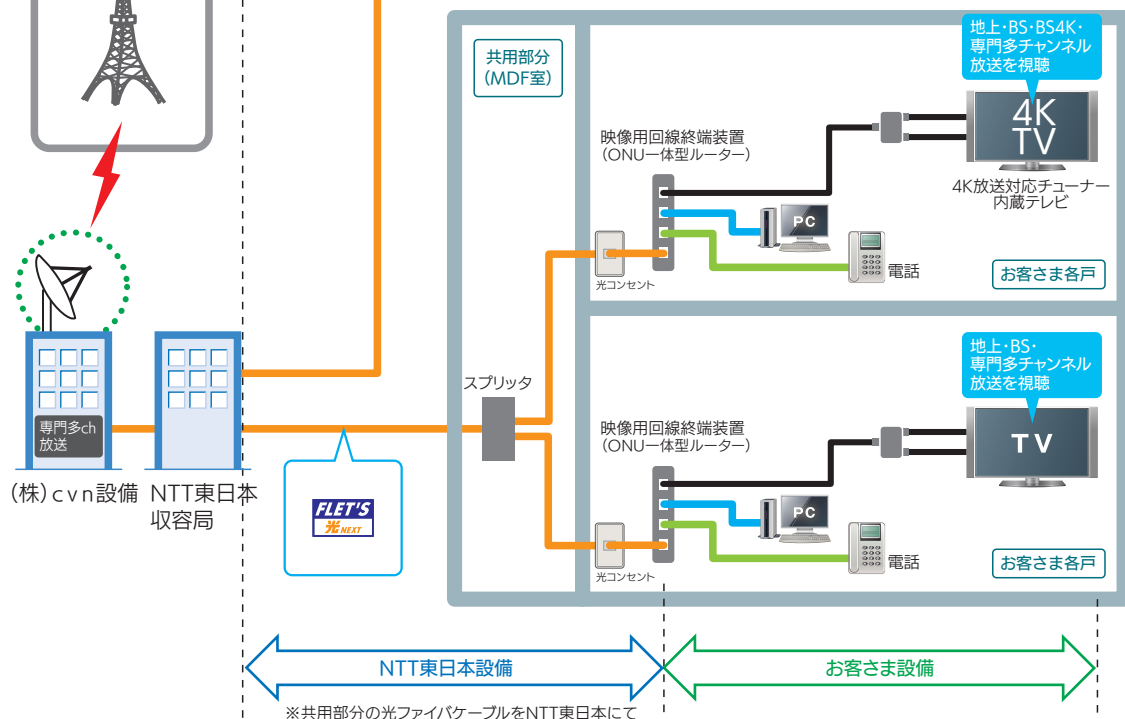 共用部分
(MDF室)
地上・BS・BS4K・
専門多チャンネル
放送を視聴
映像用回線終端装置
(ONU一体型ルーター)
4K
TV
4K放送対応チューナー
内蔵テレビ
PC
電話
光コンセント
お客さま各戸
スプリッタ
地上・BS・
専門多チャンネル
放送を視聴
映像用回線終端装置
(ONU一体型ルーター)
TV
PC
電話
光コンセント
お客さま各戸
専門多ch
放送
(株)cvn設備
NTT東日本
収容局
FLET'S
光NEXT
NTT東日本設備
お客さま設備
※共用部分の光ファイバケーブルをNTT東日本にて